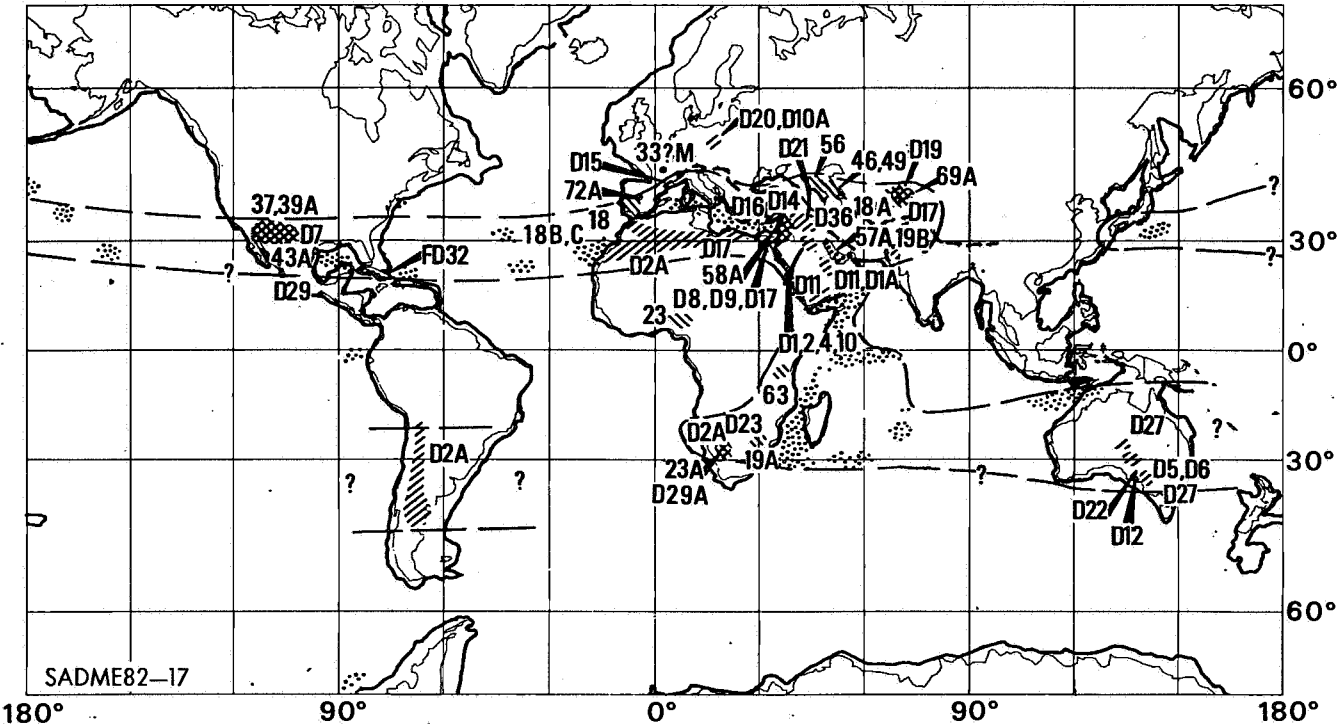 60°
D20,D10A
D21 56
33?M
D15
46,49 D19
69A
72A
37,39A
18
D16 D14
D36
18A
D17
?
D7
18B,C
57A,19B
30°
43A
?
FD32
D2A
D17
58A
D11
D11,D1A
?
D29
D8,D9,D17
23
D1,2,4,10
0°
63
D2A D23
D27
?
D2A
19A
30°
?
?
23A
D29A
?
D5,D6
D27
D22
D12
60°
SADME82—17
180° 90° 0° 90° 180°